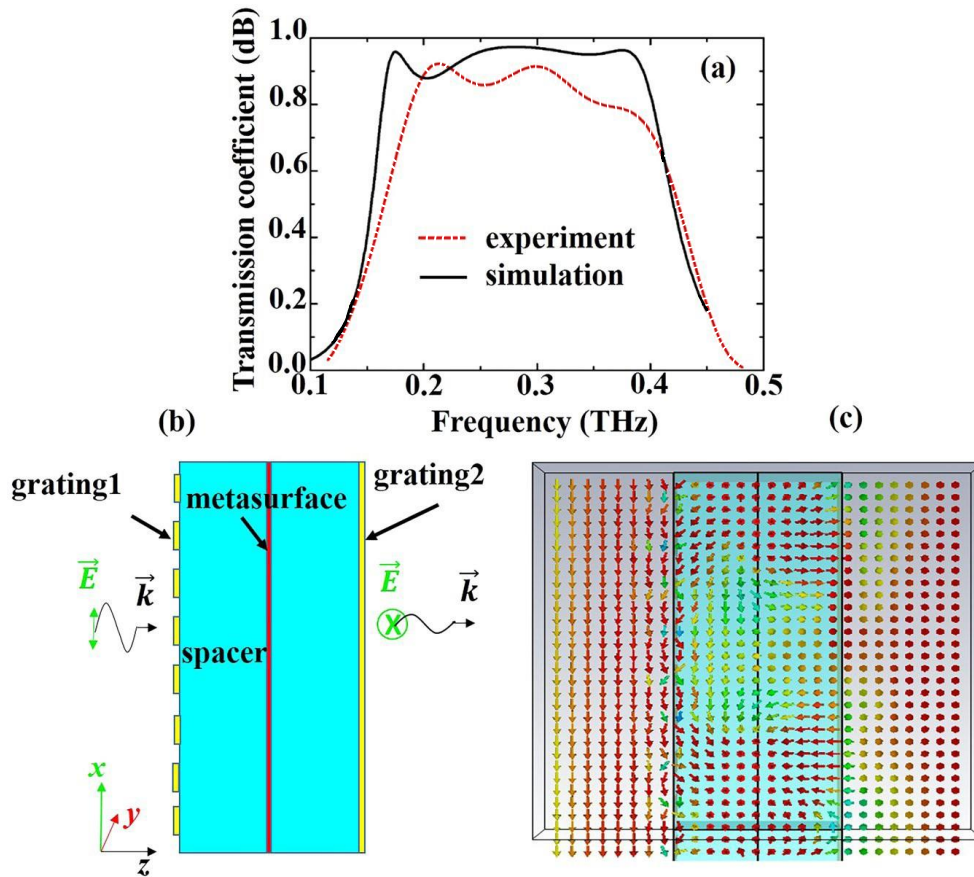 Transmission coefficient (dB)
1.0
0.8
0.6
0.4
0.2
0.0
(a)
experiment
simulation
0.1 0.2 0.3 0.4 0.5
Frequency (THz)
(b)
(c)
grating1
metasurface
grating2
E
k
E
k
X
spacer
x
y
z